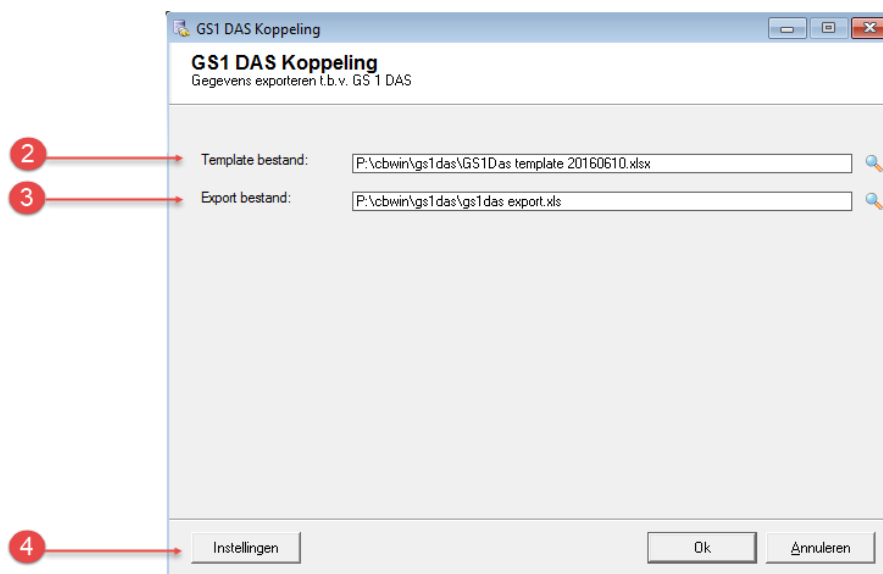 GS1 DAS Koppeling
GS1 DAS Koppeling
Gegevens exporteren t.b.v. GS 1 DAS
2
Template bestand: P:\cbwin\gs1das\GS1Das template 20160610.xlsx
3
Export bestand: P:\cbwin\gs1das\gs1das export.xls
4
Instellingen Ok Annuleren